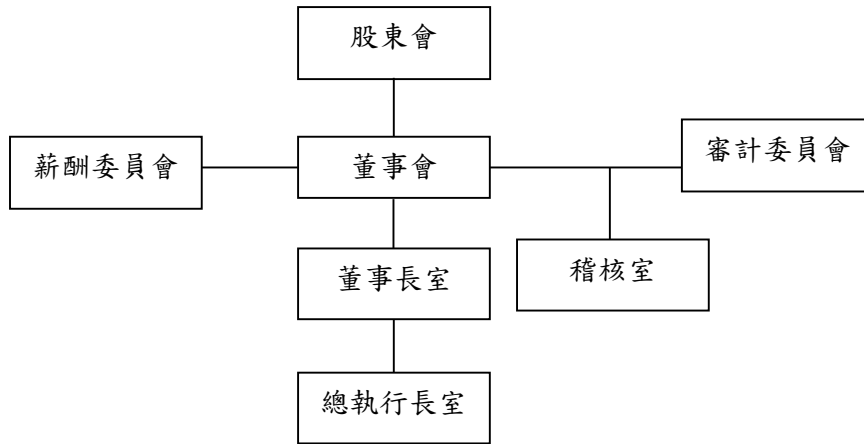 股東會
薪酬委員會
董事會
審計委員會
董事長室
稽核室
總執行長室